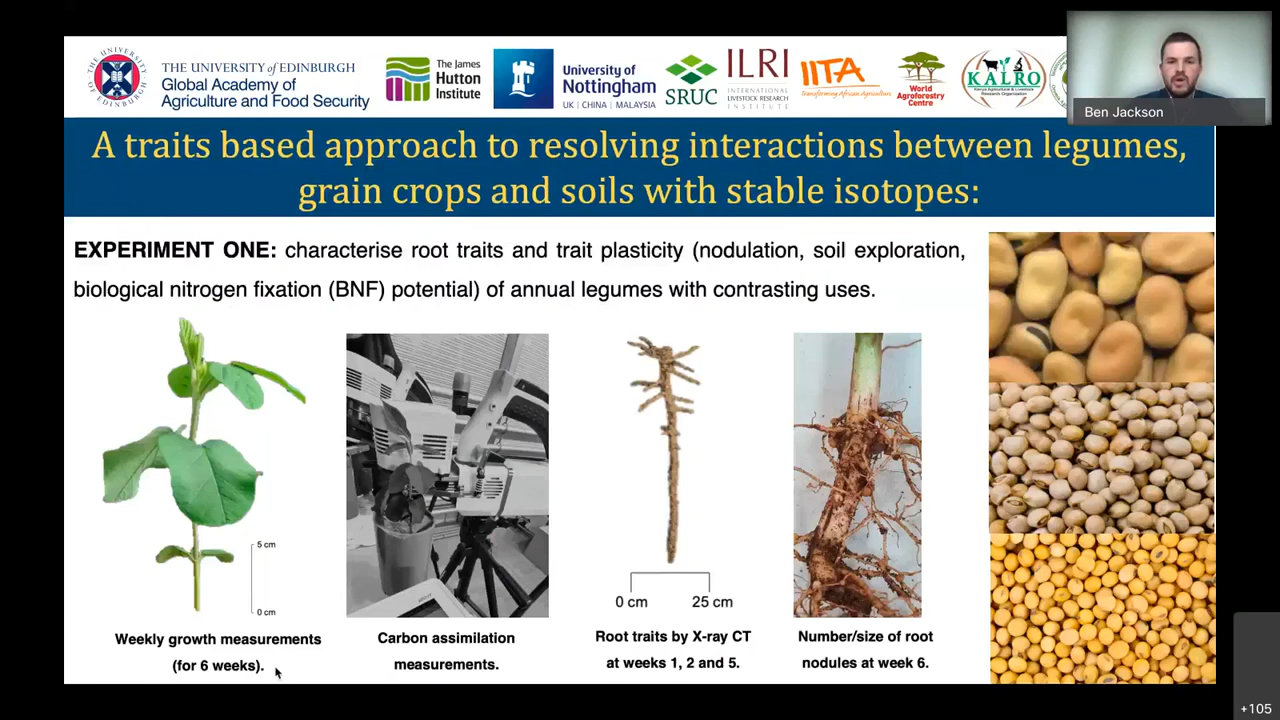 THE UNIVERSITY of EDINBURGH
Global Academy of
Agriculture and Food Security
The James
Hutton
Institute
University of
Nottingham
UK | CHINA | MALAYSIA
SRUC
ILRI
INTERNATIONAL
LIVESTOCK RESEARCH
INSTITUTE
IITA
Transforming African Agriculture
World
Agroforestry
Centre
KALRO
Kenya Agricultural & Livestock
Research Organisation
Ben Jackson
A traits based approach to resolving interactions between legumes,
grain crops and soils with stable isotopes:
EXPERIMENT ONE: characterise root traits and trait plasticity (nodulation, soil exploration,
biological nitrogen fixation (BNF) potential) of annual legumes with contrasting uses.
5 cm
0 cm
0 cm 25 cm
Weekly growth measurements
(for 6 weeks).
Carbon assimilation
measurements.
Root traits by X-ray CT
at weeks 1, 2 and 5.
Number/size of root
nodules at week 6.
+105